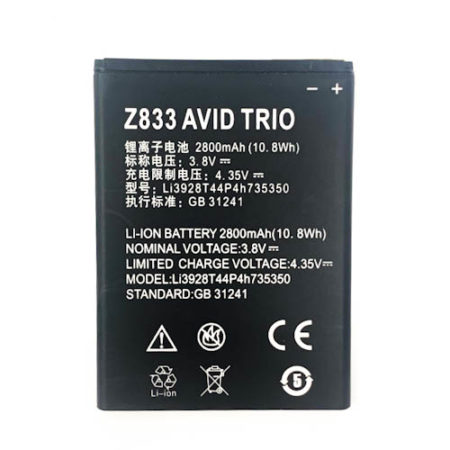 − +
Z833 AVID TRIO
锂离子电池 2800mAh(10.8Wh)
标称电压: 3.8V⎓
充电限制电压: 4.35V⎓
型号: Li3928T44P4h735350
执行标准: GB 31241
LI-ION BATTERY 2800mAh(10.8Wh)
NOMINAL VOLTAGE:3.8V⎓
LIMITED CHARGE VOLTAGE:4.35V⎓
MODEL:Li3928T44P4h735350
STANDARD:GB 31241
CE
Li-ion
5